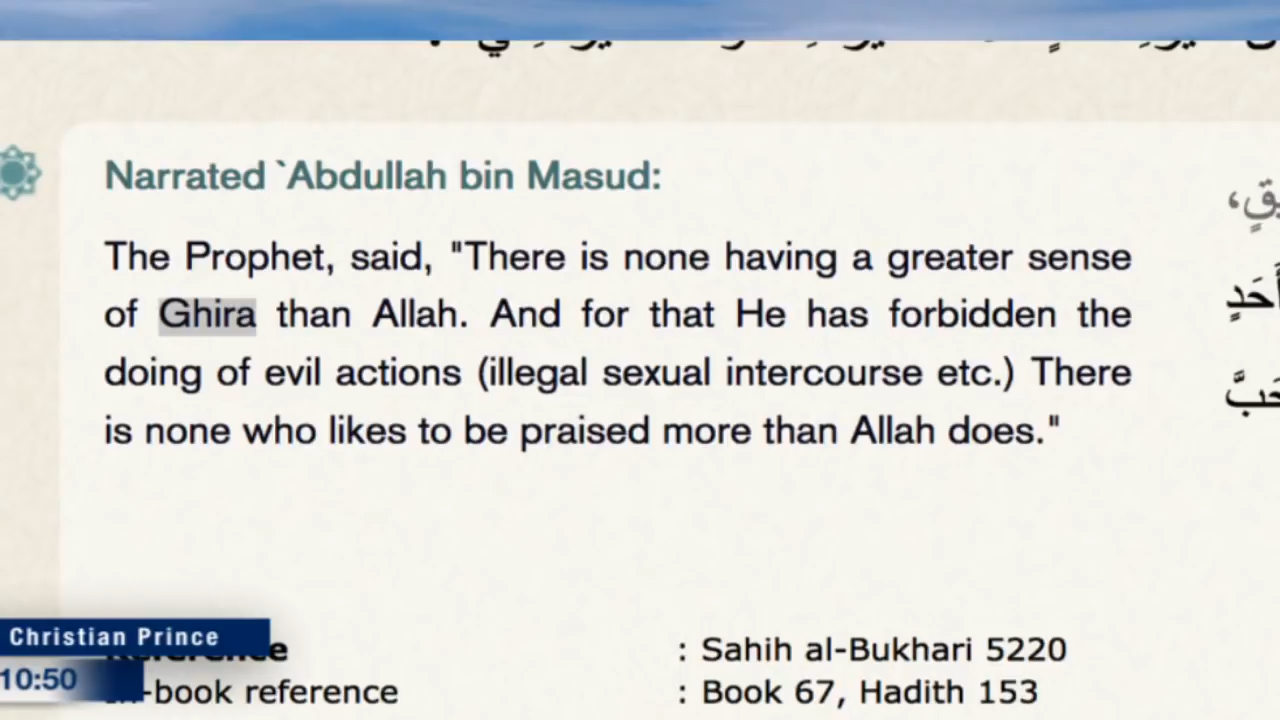 Narrated `Abdullah bin Masud:
The Prophet, said, "There is none having a greater sense
of Ghira than Allah. And for that He has forbidden the
doing of evil actions (illegal sexual intercourse etc.) There
is none who likes to be praised more than Allah does."
Christian Prince
: Sahih al-Bukhari 5220
10:50
-book reference : Book 67, Hadith 153